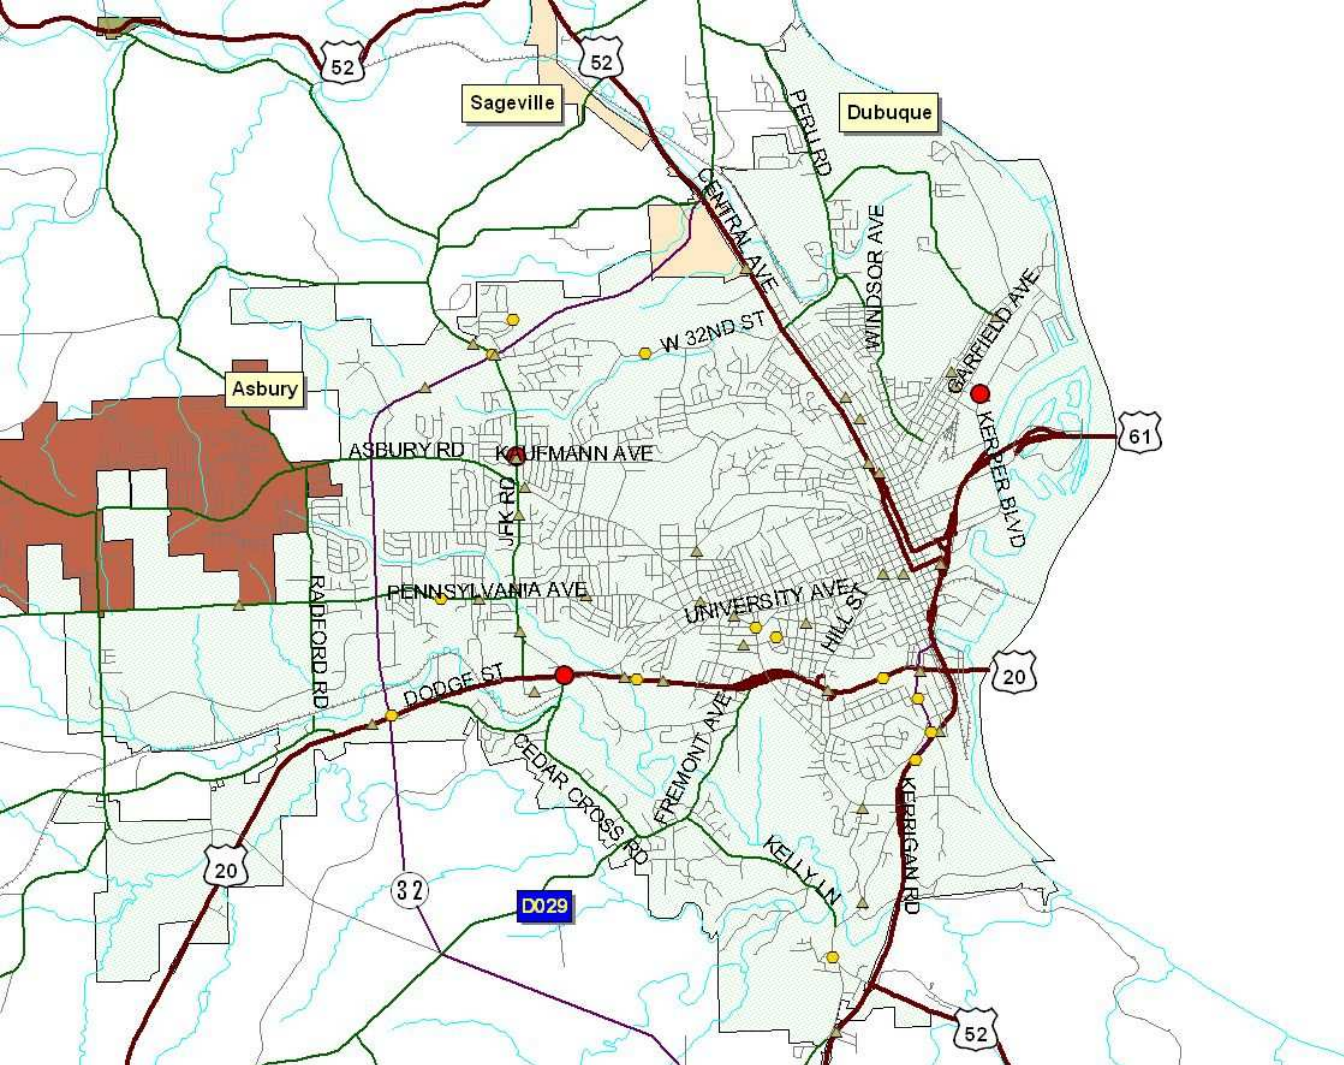 52
52
Sageville
Dubuque
PERU RD
CENTRAL AVE
WINDSOR AVE
GARFIELD AVE
W 32ND ST
Asbury
ASBURY RD
KAUFMANN AVE
61
KERPER BLVD
JFK RD
RADFORD RD
PENNSYLVANIA AVE
UNIVERSITY AVE
HILL ST
DODGE ST
20
FREMONT AVE
CEDAR CROSS RD
KERRIGAN RD
KELLY LN
20
32
D029
52